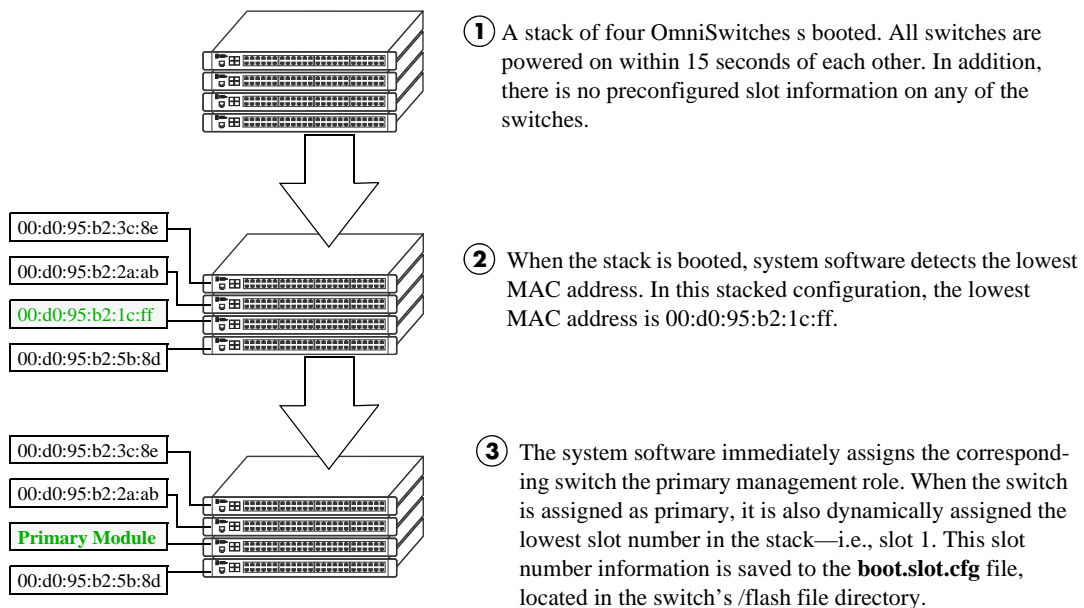 1 A stack of four OmniSwitches s booted. All switches are
powered on within 15 seconds of each other. In addition,
there is no preconfigured slot information on any of the
switches.
00:d0:95:b2:3c:8e
00:d0:95:b2:2a:ab
00:d0:95:b2:1c:ff
00:d0:95:b2:5b:8d
2 When the stack is booted, system software detects the lowest
MAC address. In this stacked configuration, the lowest
MAC address is 00:d0:95:b2:1c:ff.
00:d0:95:b2:3c:8e
00:d0:95:b2:2a:ab
Primary Module
00:d0:95:b2:5b:8d
3 The system software immediately assigns the correspond-
ing switch the primary management role. When the switch
is assigned as primary, it is also dynamically assigned the
lowest slot number in the stack—i.e., slot 1. This slot
number information is saved to the boot.slot.cfg file,
located in the switch’s /flash file directory.